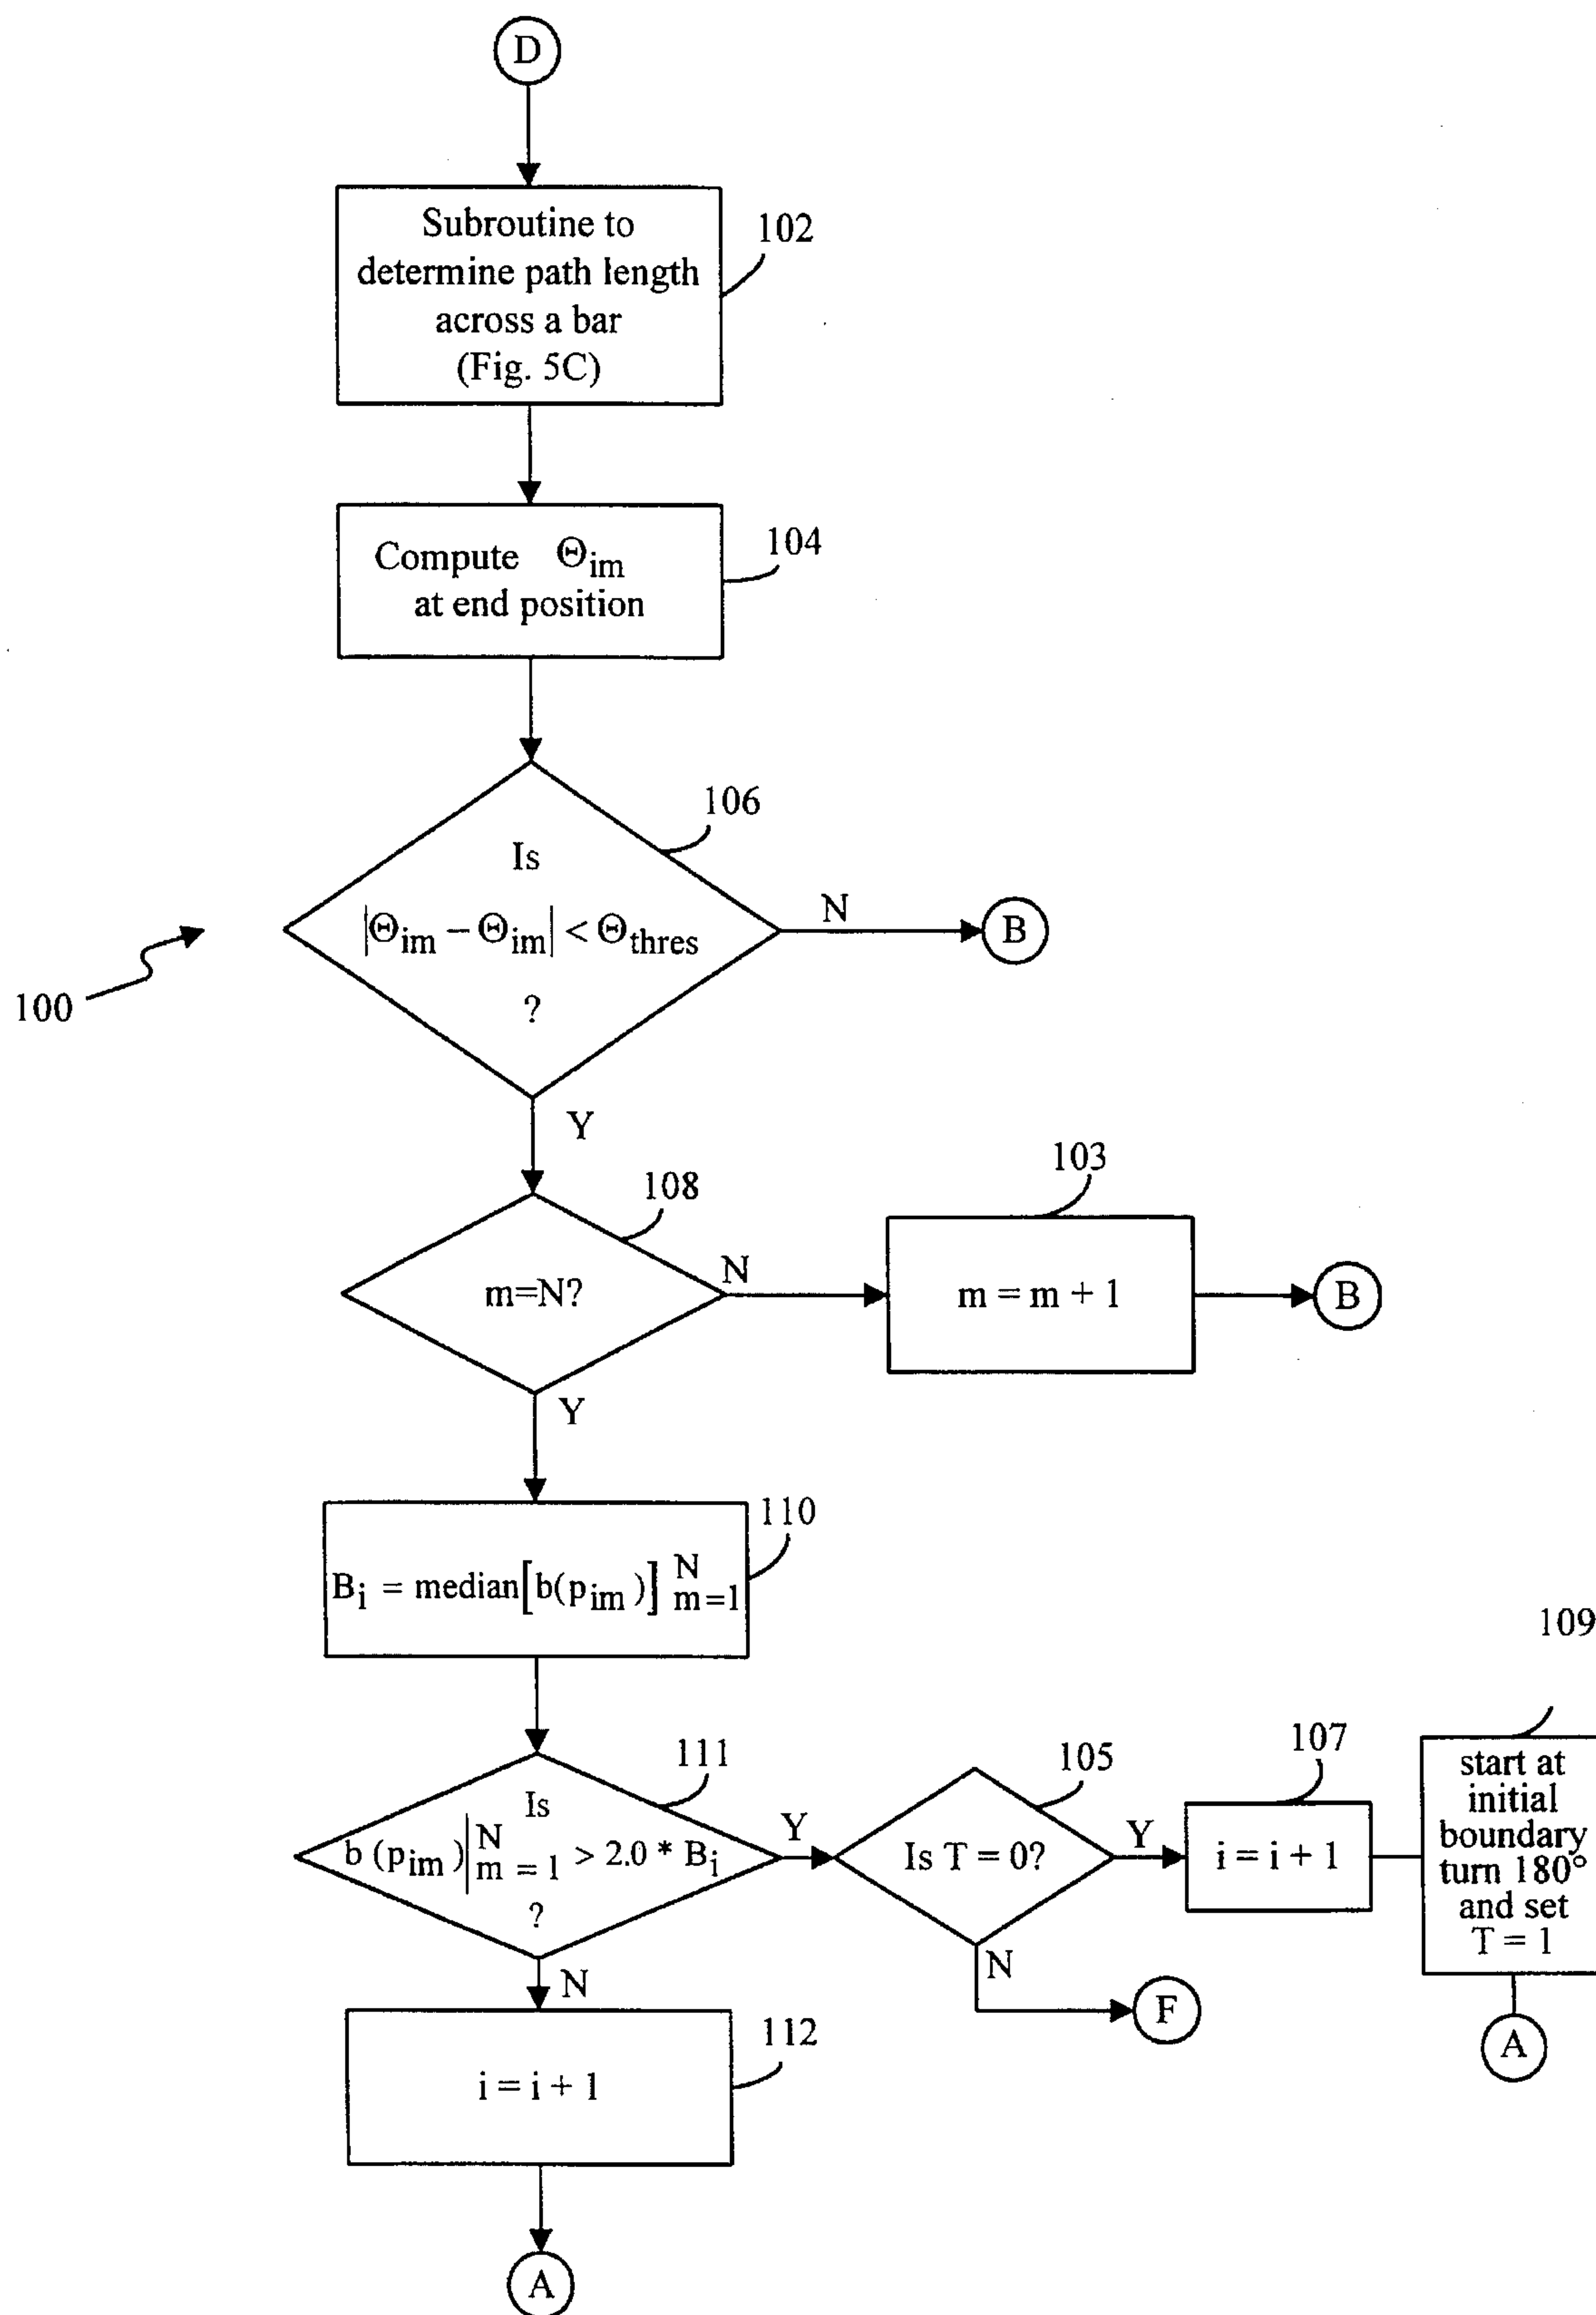 D
Subroutine to
determine path length
across a bar
(Fig. 5C)
102
Compute Θim
at end position
104
106
Is
|Θim − Θim| < Θthres
?
N
B
100
Y
108
m=N?
N
103
m = m + 1
B
Y
110
Bi = median[b(pim)] N m=1
109
111
Is
b (pim)| N m = 1 > 2.0 * Bi
?
Y
105
Is T = 0?
Y
107
i = i + 1
start at
initial
boundary
turn 180°
and set
T = 1
N
N
F
A
112
i = i + 1
A